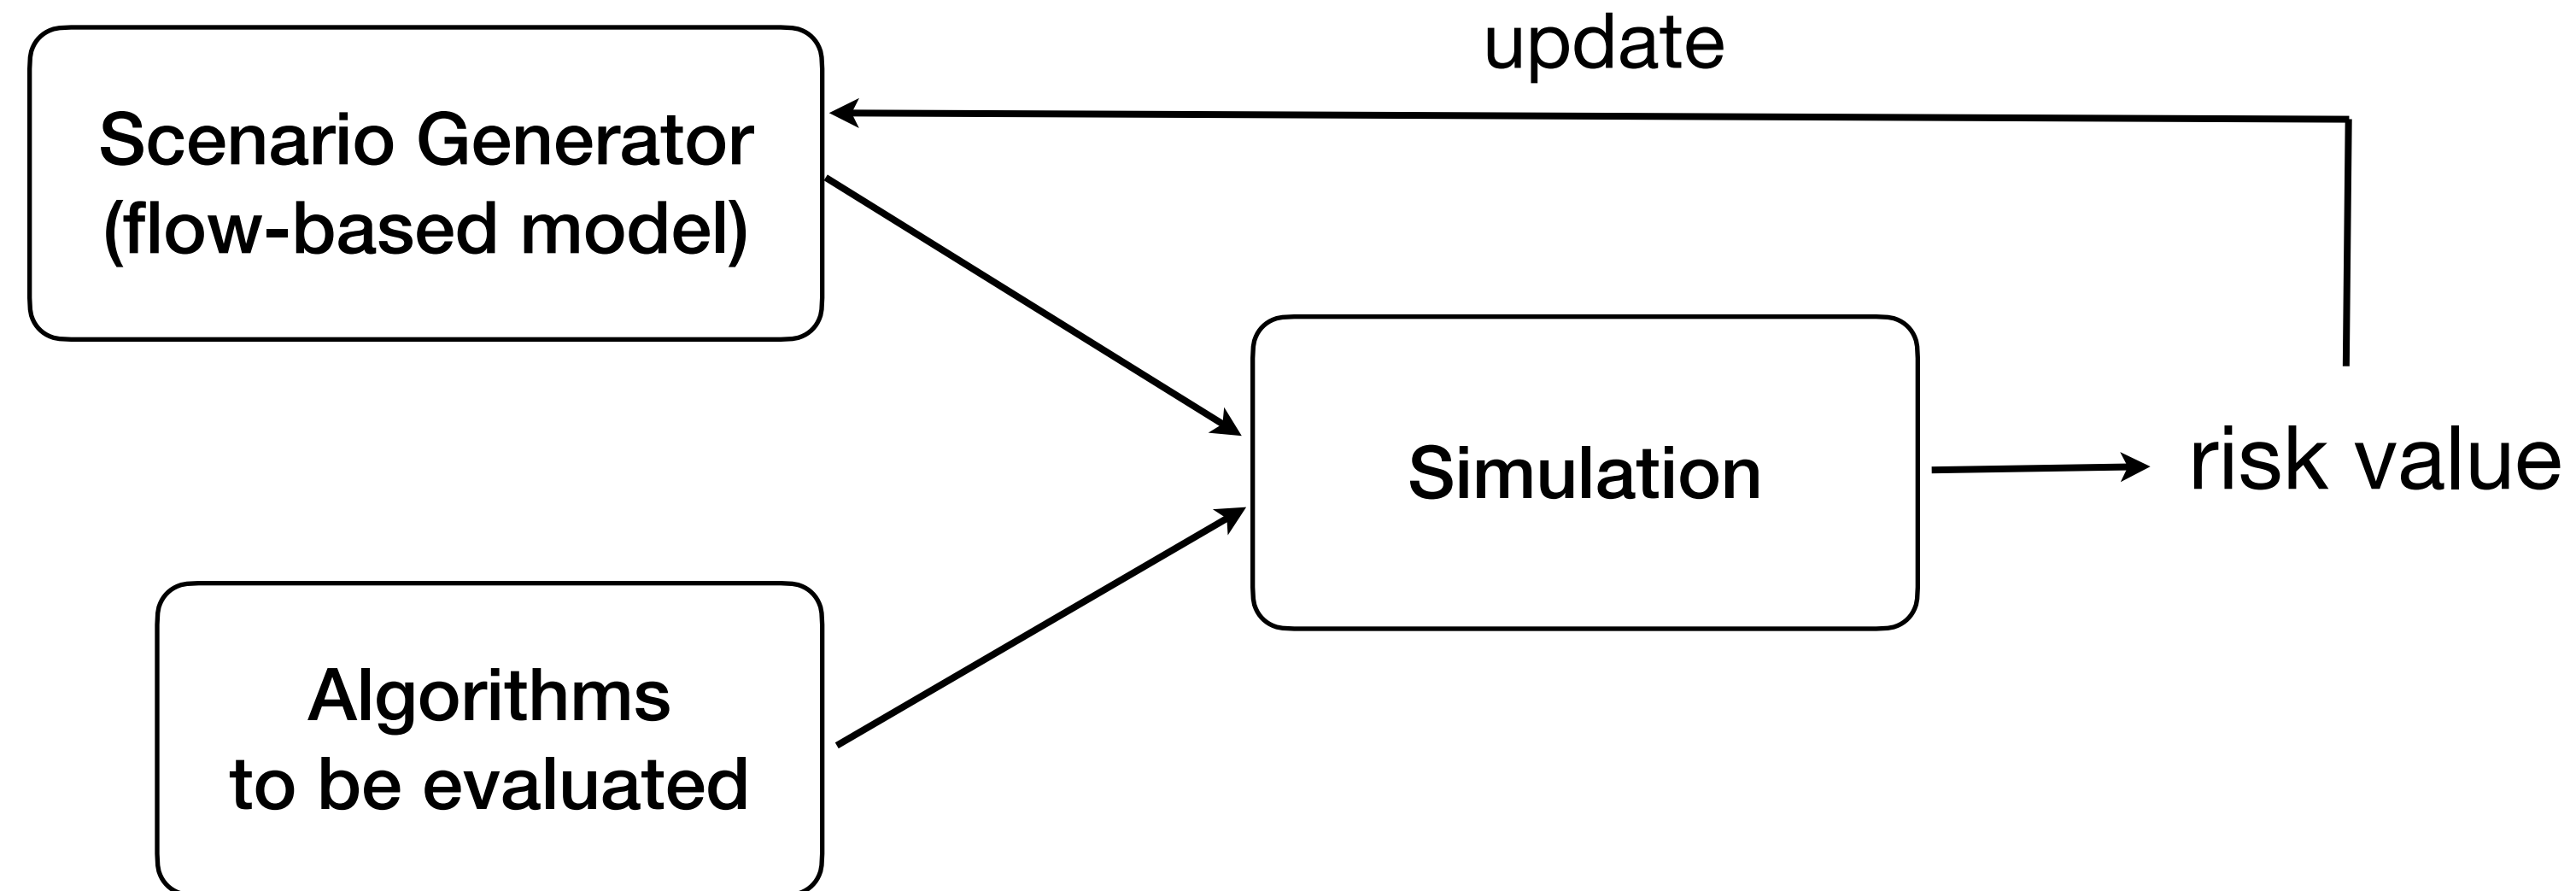 update
Scenario Generator
(flow-based model)
Simulation
risk value
Algorithms
to be evaluated